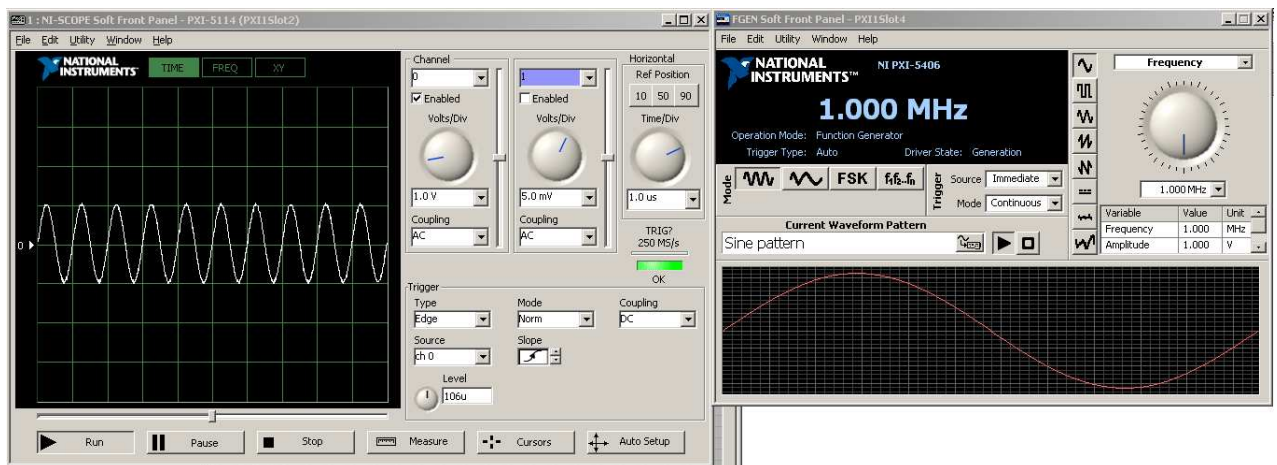 1 : NI-SCOPE Soft Front Panel - PXI-5114 (PXI1Slot2)
File Edit Utility Window Help
NATIONAL INSTRUMENTS
TIME FREQ XY
0
Channel
0
Enabled
Volts/Div
1.0 V
Coupling
AC
1
Enabled
Volts/Div
5.0 mV
Coupling
AC
Horizontal
Ref Position
10 50 90
Time/Div
1.0 us
TRIG?
250 MS/s
OK
Trigger
Type
Edge
Mode
Norm
Coupling
DC
Source
ch 0
Slope
Level
106u
Run Pause Stop Measure Cursors Auto Setup
FGEN Soft Front Panel - PXI1Slot4
File Edit Utility Window Help
NATIONAL INSTRUMENTS™
NI PXI-5406
1.000 MHz
Operation Mode: Function Generator
Trigger Type: Auto Driver State: Generation
Mode
FSK f1f2..fn
Trigger
Source Immediate
Mode Continuous
Current Waveform Pattern
Sine pattern
Frequency
1.000 MHz
Variable Value Unit
Frequency 1.000 MHz
Amplitude 1.000 V